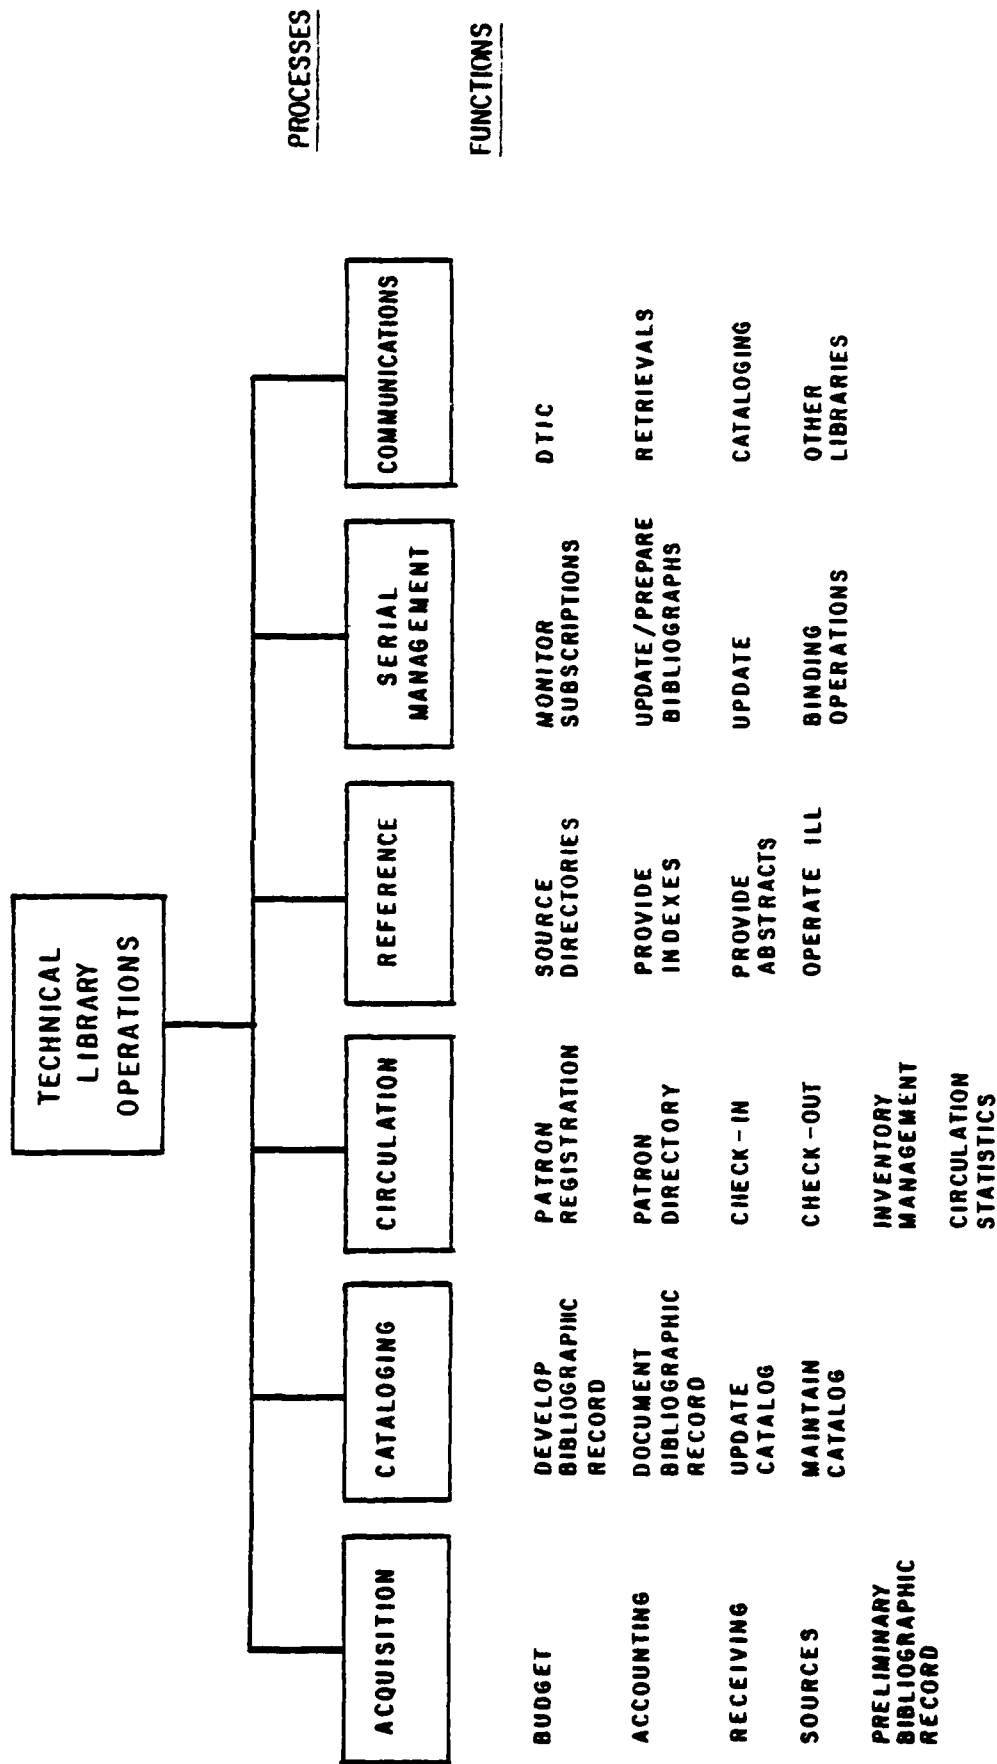 TECHNICAL
LIBRARY
OPERATIONS
PROCESSES
ACQUISITION
CATALOGING
CIRCULATION
REFERENCE
SERIAL
MANAGEMENT
COMMUNICATIONS
FUNCTIONS
BUDGET
ACCOUNTING
RECEIVING
SOURCES
PRELIMINARY
BIBLIOGRAPHIC
RECORD
DEVELOP
BIBLIOGRAPHIC
RECORD
DOCUMENT
BIBLIOGRAPHIC
RECORD
UPDATE
CATALOG
MAINTAIN
CATALOG
PATRON
REGISTRATION
PATRON
DIRECTORY
CHECK-IN
CHECK-OUT
INVENTORY
MANAGEMENT
CIRCULATION
STATISTICS
SOURCE
DIRECTORIES
PROVIDE
INDEXES
PROVIDE
ABSTRACTS
OPERATE ILL
MONITOR
SUBSCRIPTIONS
UPDATE/PREPARE
BIBLIOGRAPHS
UPDATE
BINDING
OPERATIONS
DTIC
RETRIEVALS
CATALOGING
OTHER
LIBRARIES